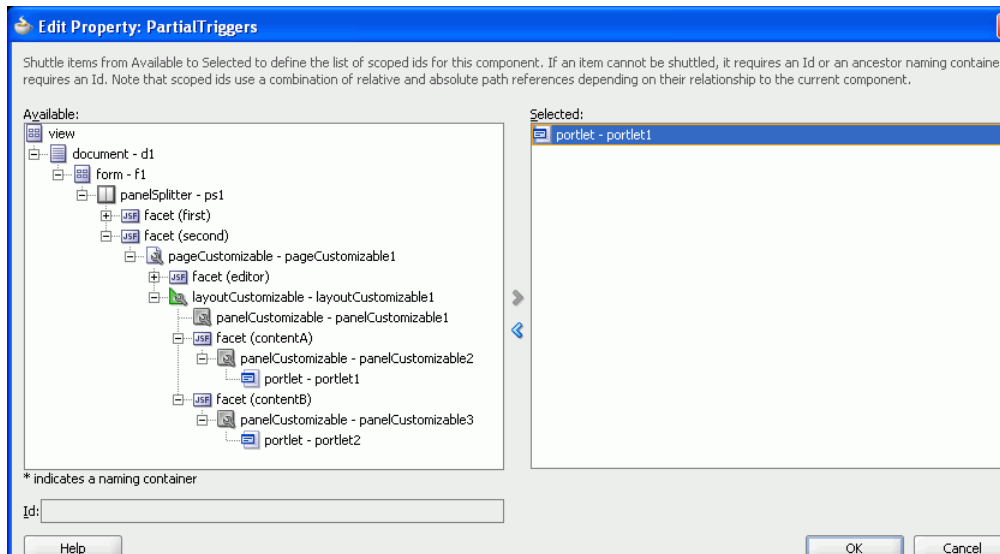 Edit Property: PartialTriggers
Shuttle items from Available to Selected to define the list of scoped ids for this component. If an item cannot be shuttled, it requires an Id or an ancestor naming containe
requires an Id. Note that scoped ids use a combination of relative and absolute path references depending on their relationship to the current component.
Available:
view
document - d1
form - f1
panelSplitter - ps1
JSF facet (first)
JSF facet (second)
pageCustomizable - pageCustomizable1
JSF facet (editor)
layoutCustomizable - layoutCustomizable1
panelCustomizable - panelCustomizable1
JSF facet (contentA)
panelCustomizable - panelCustomizable2
portlet - portlet1
JSF facet (contentB)
panelCustomizable - panelCustomizable3
portlet - portlet2
* indicates a naming container
Selected:
portlet - portlet1
Id:
Help
OK
Cancel